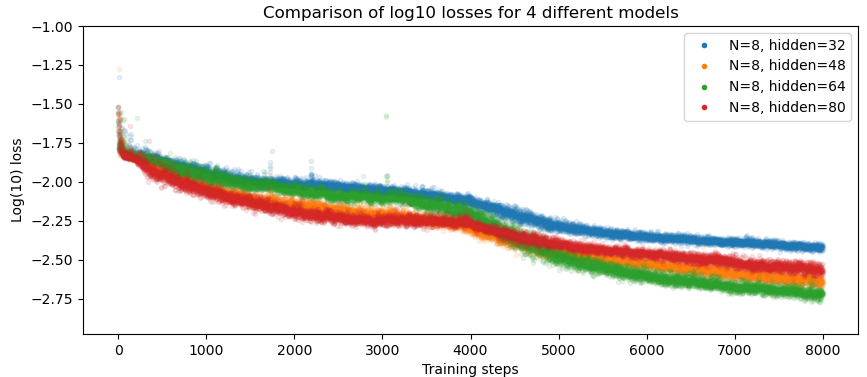 Comparison of log10 losses for 4 different models
Log(10) loss
−1.00
−1.25
−1.50
−1.75
−2.00
−2.25
−2.50
−2.75
N=8, hidden=32
N=8, hidden=48
N=8, hidden=64
N=8, hidden=80
0 1000 2000 3000 4000 5000 6000 7000 8000
Training steps